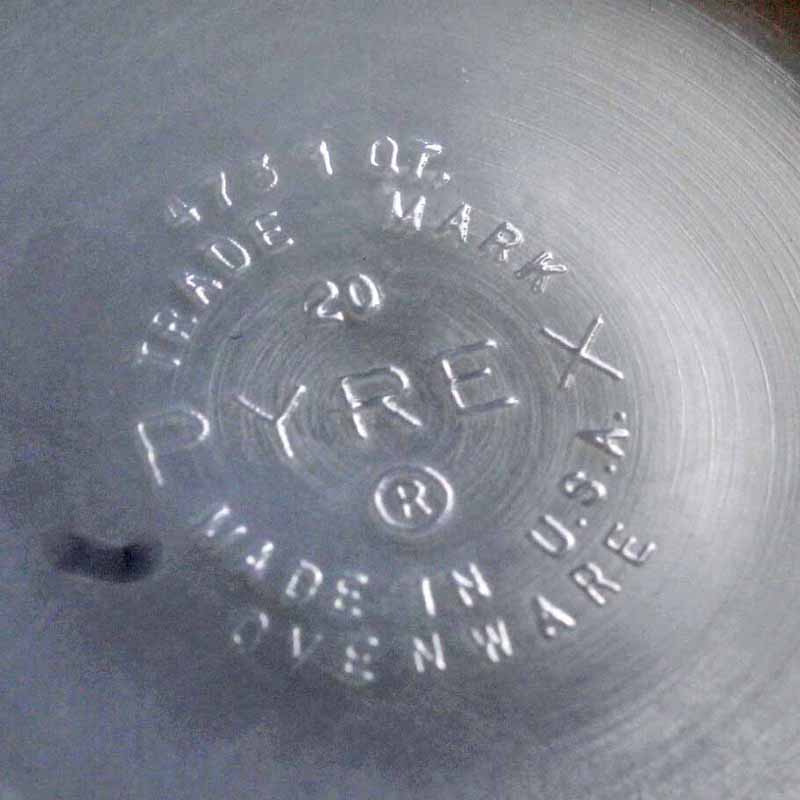 473 1 QT.
TRADE MARK
20
PYREX
®
MADE IN U.S.A.
OVENWARE